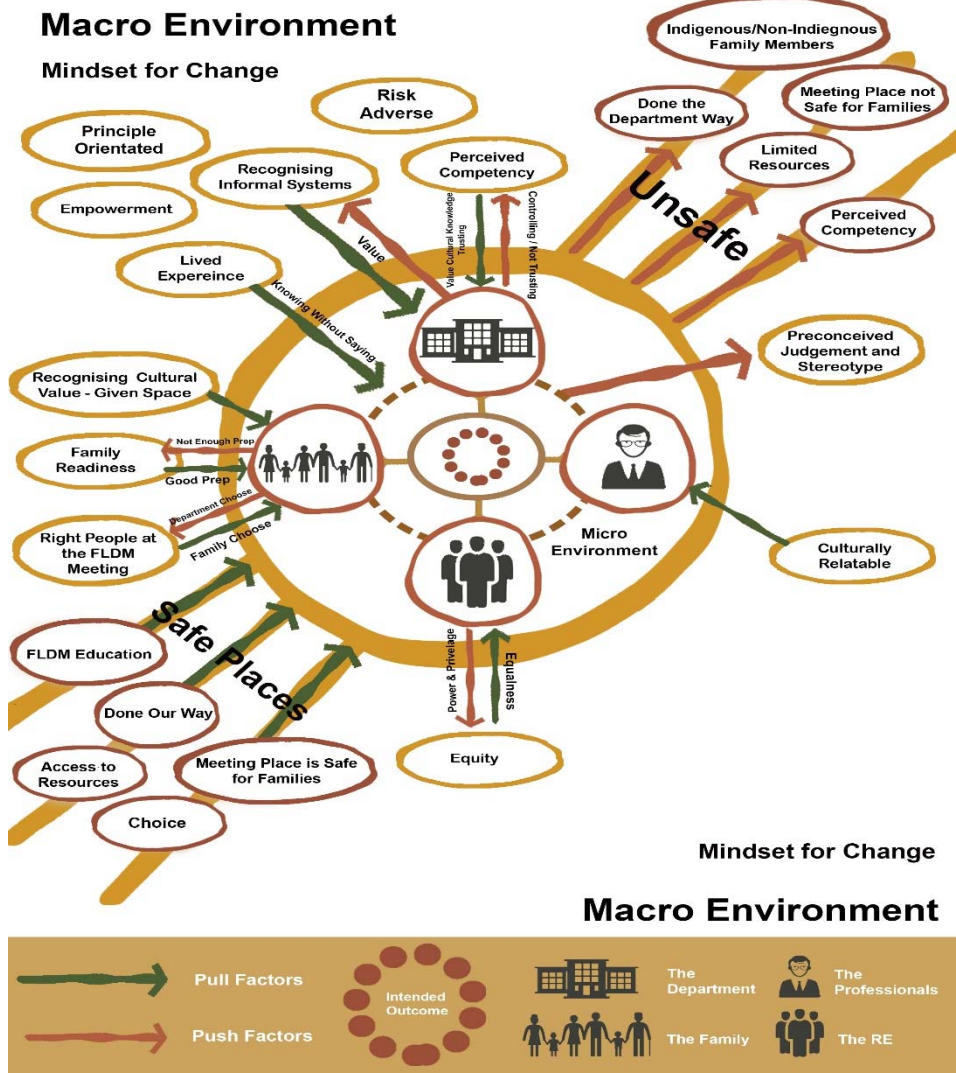 Macro Environment
Mindset for Change
Indigenous/Non-Indiegnous
Family Members
Risk
Adverse
Done the
Department Way
Meeting Place not
Safe for Families
Principle
Orientated
Recognising
Informal Systems
Perceived
Competency
Limited
Resources
Empowerment
Unsafe
Value
Value Cultural Knowledge
Trusting
Controlling / Not Trusting
Perceived
Competency
Lived
Expereince
Knowing Without Saying
Preconceived
Judgement and
Stereotype
Recognising Cultural
Value - Given Space
Not Enough Prep
Family
Readiness
Good Prep
Department Choose
Right People at
the FLDM
Meeting
Family Choose
Micro
Environment
Culturally
Relatable
Safe Places
FLDM Education
Power & Privelage
Equalness
Done Our Way
Equity
Access to
Resources
Meeting Place is Safe
for Families
Choice
Mindset for Change
Macro Environment
Pull Factors
Push Factors
Intended
Outcome
The
Department
The
Professionals
The Family
The RE